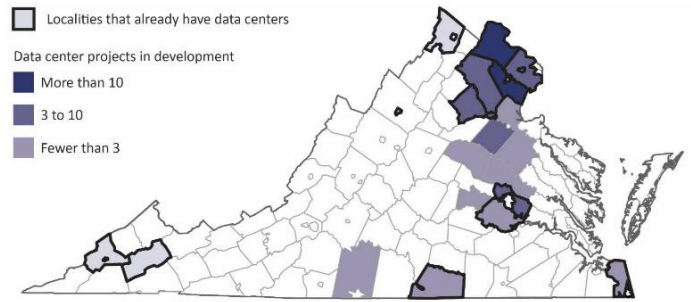 Localities that already have data centers
Data center projects in development
More than 10
3 to 10
Fewer than 3